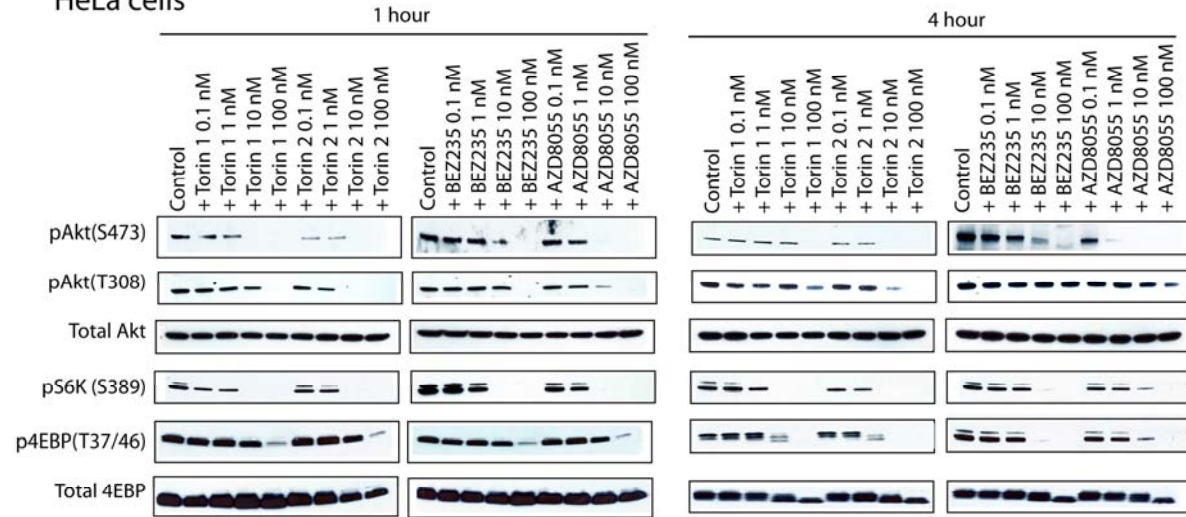 HeLa cells
1 hour
4 hour
Control
+ Torin 1 0.1 nM
+ Torin 1 1 nM
+ Torin 1 10 nM
+ Torin 1 100 nM
+ Torin 2 0.1 nM
+ Torin 2 1 nM
+ Torin 2 10 nM
+ Torin 2 100 nM
Control
+ BEZ235 0.1 nM
+ BEZ235 1 nM
+ BEZ235 10 nM
+ BEZ235 100 nM
+ AZD8055 0.1 nM
+ AZD8055 1 nM
+ AZD8055 10 nM
+ AZD8055 100 nM
Control
+ Torin 1 0.1 nM
+ Torin 1 1 nM
+ Torin 1 10 nM
+ Torin 1 100 nM
+ Torin 2 0.1 nM
+ Torin 2 1 nM
+ Torin 2 10 nM
+ Torin 2 100 nM
Control
+ BEZ235 0.1 nM
+ BEZ235 1 nM
+ BEZ235 10 nM
+ BEZ235 100 nM
+ AZD8055 0.1 nM
+ AZD8055 1 nM
+ AZD8055 10 nM
+ AZD8055 100 nM
pAkt(S473)
pAkt(T308)
Total Akt
pS6K (S389)
p4EBP(T37/46)
Total 4EBP